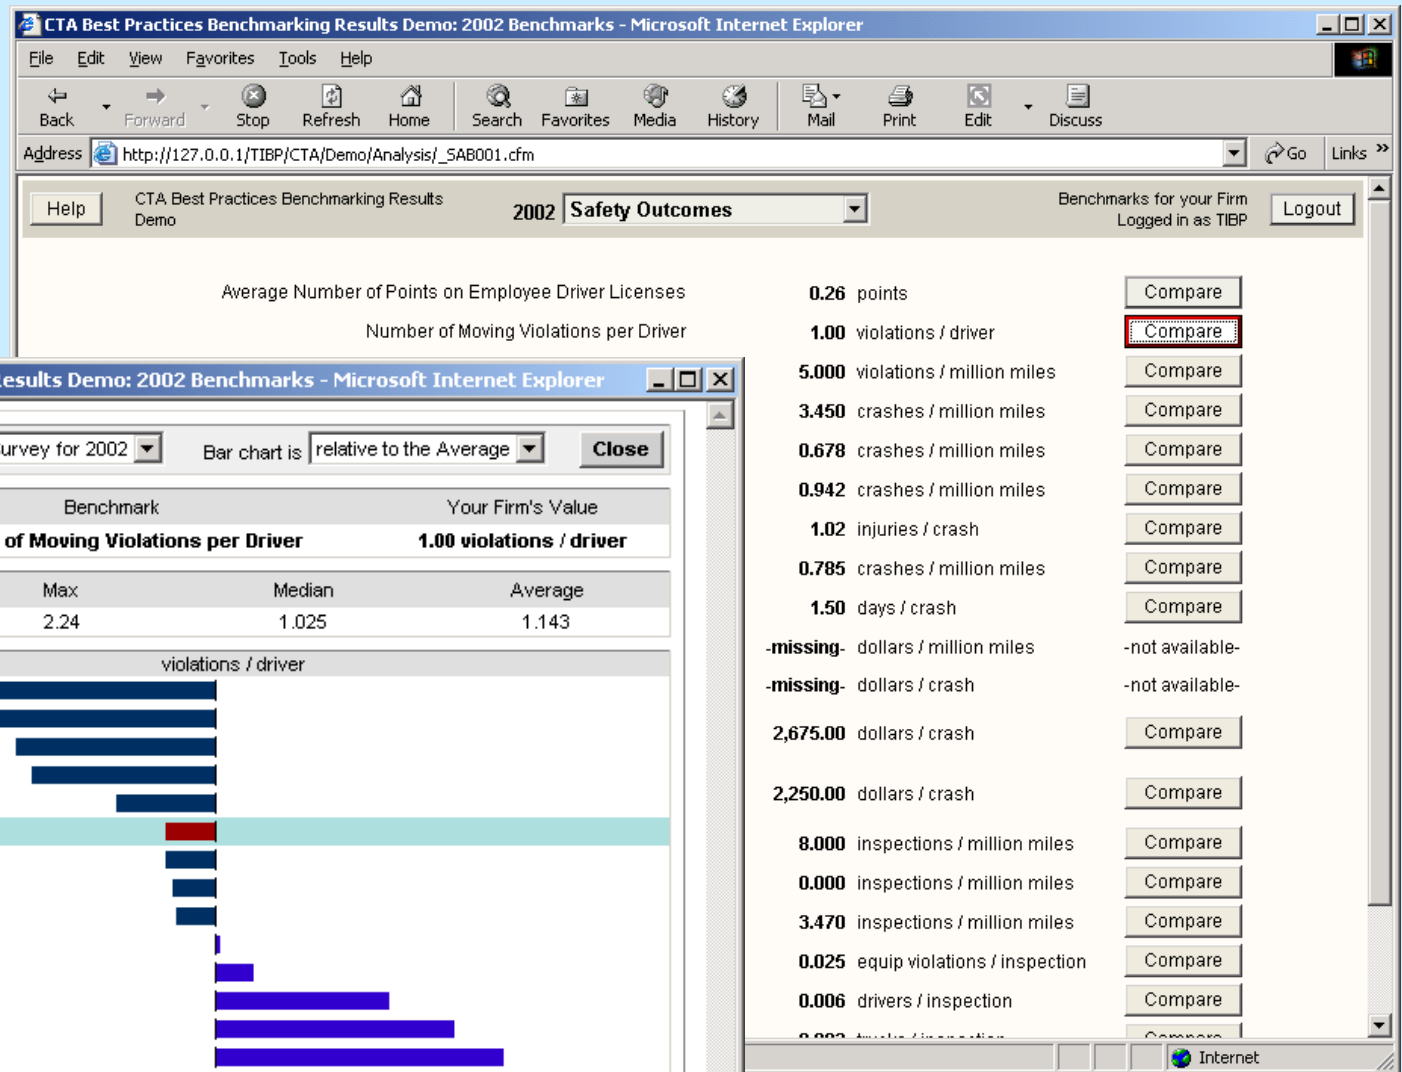 CTA Best Practices Benchmarking Results Demo: 2002 Benchmarks - Microsoft Internet Explorer
File Edit View Favorites Tools Help
Back Forward Stop Refresh Home Search Favorites Media History Mail Print Edit Discuss
Address http://127.0.0.1/TIBP/CTA/Demo/Analysis/_SAB001.cfm Go Links »
Help CTA Best Practices Benchmarking Results Demo 2002 Safety Outcomes Benchmarks for your Firm Logged in as TIBP Logout
Average Number of Points on Employee Driver Licenses 0.26 points Compare
Number of Moving Violations per Driver 1.00 violations / driver Compare
5.000 violations / million miles Compare
3.450 crashes / million miles Compare
0.678 crashes / million miles Compare
0.942 crashes / million miles Compare
1.02 injuries / crash Compare
0.785 crashes / million miles Compare
1.50 days / crash Compare
-missing- dollars / million miles -not available-
-missing- dollars / crash -not available-
2,675.00 dollars / crash Compare
2,250.00 dollars / crash Compare
8.000 inspections / million miles Compare
0.000 inspections / million miles Compare
3.470 inspections / million miles Compare
0.025 equip violations / inspection Compare
0.006 drivers / inspection Compare
Internet
Results Demo: 2002 Benchmarks - Microsoft Internet Explorer
Survey for 2002 Bar chart is relative to the Average Close
Benchmark Your Firm's Value
of Moving Violations per Driver 1.00 violations / driver
Max Median Average
2.24 1.025 1.143
violations / driver